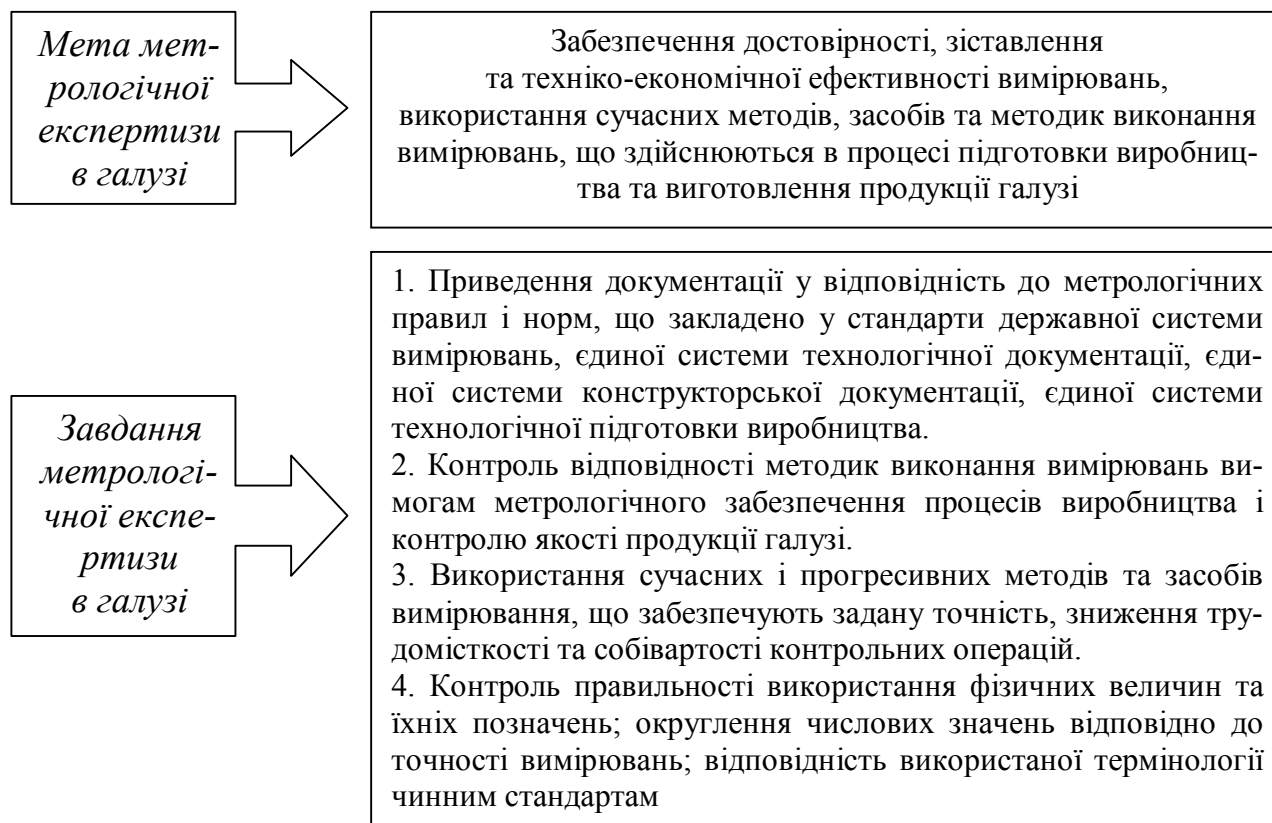 Мета мет-
рологічної
експертизи
в галузі
Забезпечення достовірності, зіставлення
та техніко-економічної ефективності вимірювань,
використання сучасних методів, засобів та методик виконання
вимірювань, що здійснюються в процесі підготовки виробниц-
тва та виготовлення продукції галузі
Завдання
метрологі-
чної експе-
ртизи
в галузі
1. Приведення документації у відповідність до метрологічних
правил і норм, що закладено у стандарти державної системи
вимірювань, єдиної системи технологічної документації, єди-
ної системи конструкторської документації, єдиної системи
технологічної підготовки виробництва.
2. Контроль відповідності методик виконання вимірювань ви-
могам метрологічного забезпечення процесів виробництва і
контролю якості продукції галузі.
3. Використання сучасних і прогресивних методів та засобів
вимірювання, що забезпечують задану точність, зниження тру-
домісткості та собівартості контрольних операцій.
4. Контроль правильності використання фізичних величин та
їхніх позначень; округлення числових значень відповідно до
точності вимірювань; відповідність використаної термінології
чинним стандартам